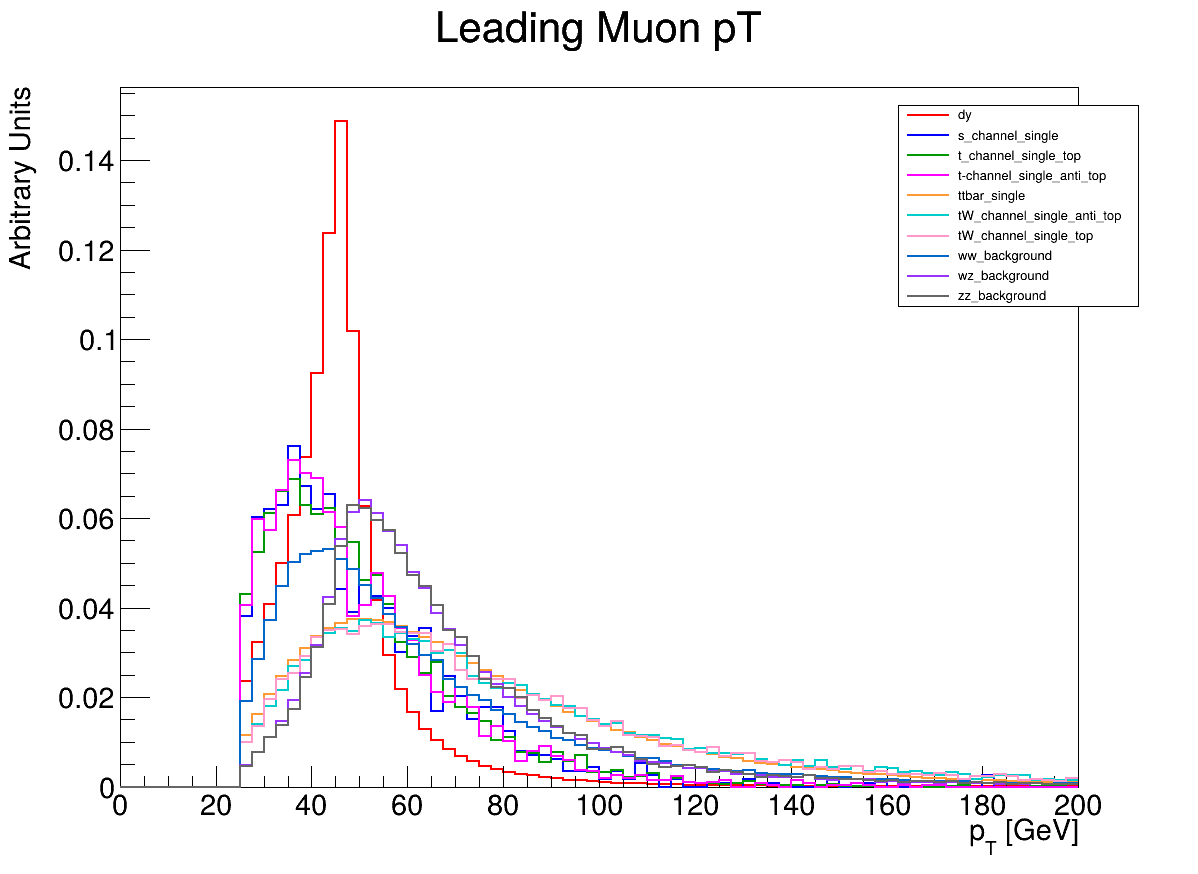 Leading Muon pT
Arbitrary Units
0.14
0.12
0.1
0.08
0.06
0.04
0.02
0
dy
s_channel_single
t_channel_single_top
t-channel_single_anti_top
ttbar_single
tW_channel_single_anti_top
tW_channel_single_top
ww_background
wz_background
zz_background
0 20 40 60 80 100 120 140 160 180 200
p_T [GeV]